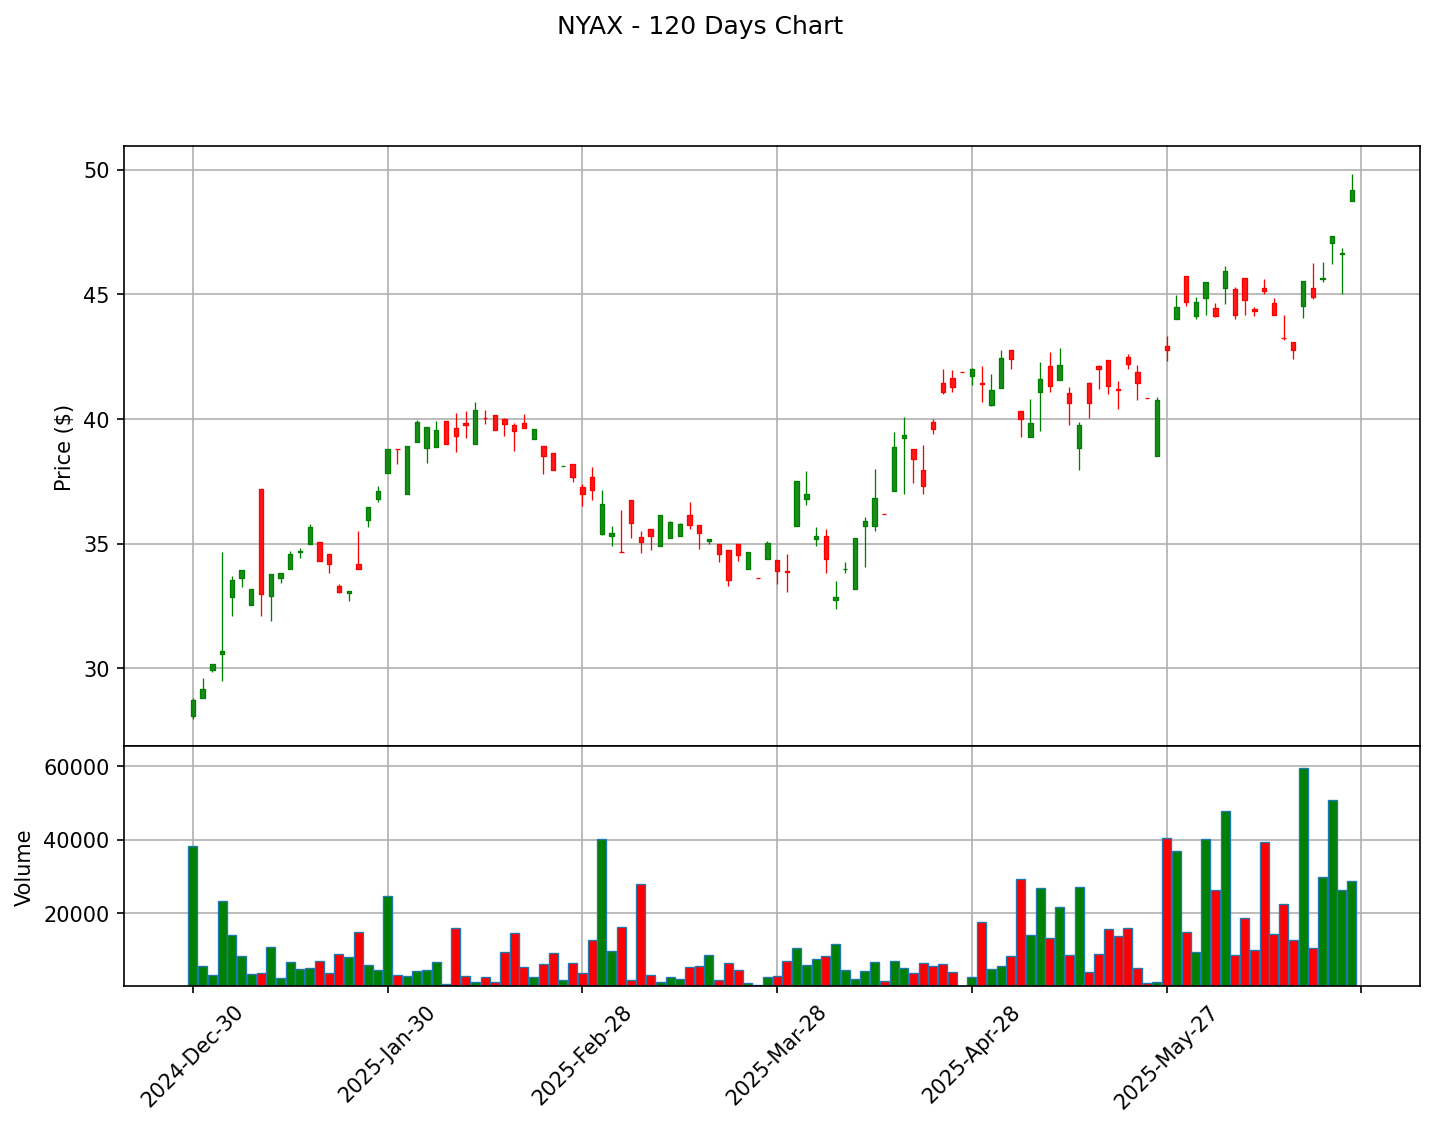 NYAX - 120 Days Chart
50
45
40
35
30
Price ($)
60000
40000
20000
Volume
2024-Dec-30
2025-Jan-30
2025-Feb-28
2025-Mar-28
2025-Apr-28
2025-May-27